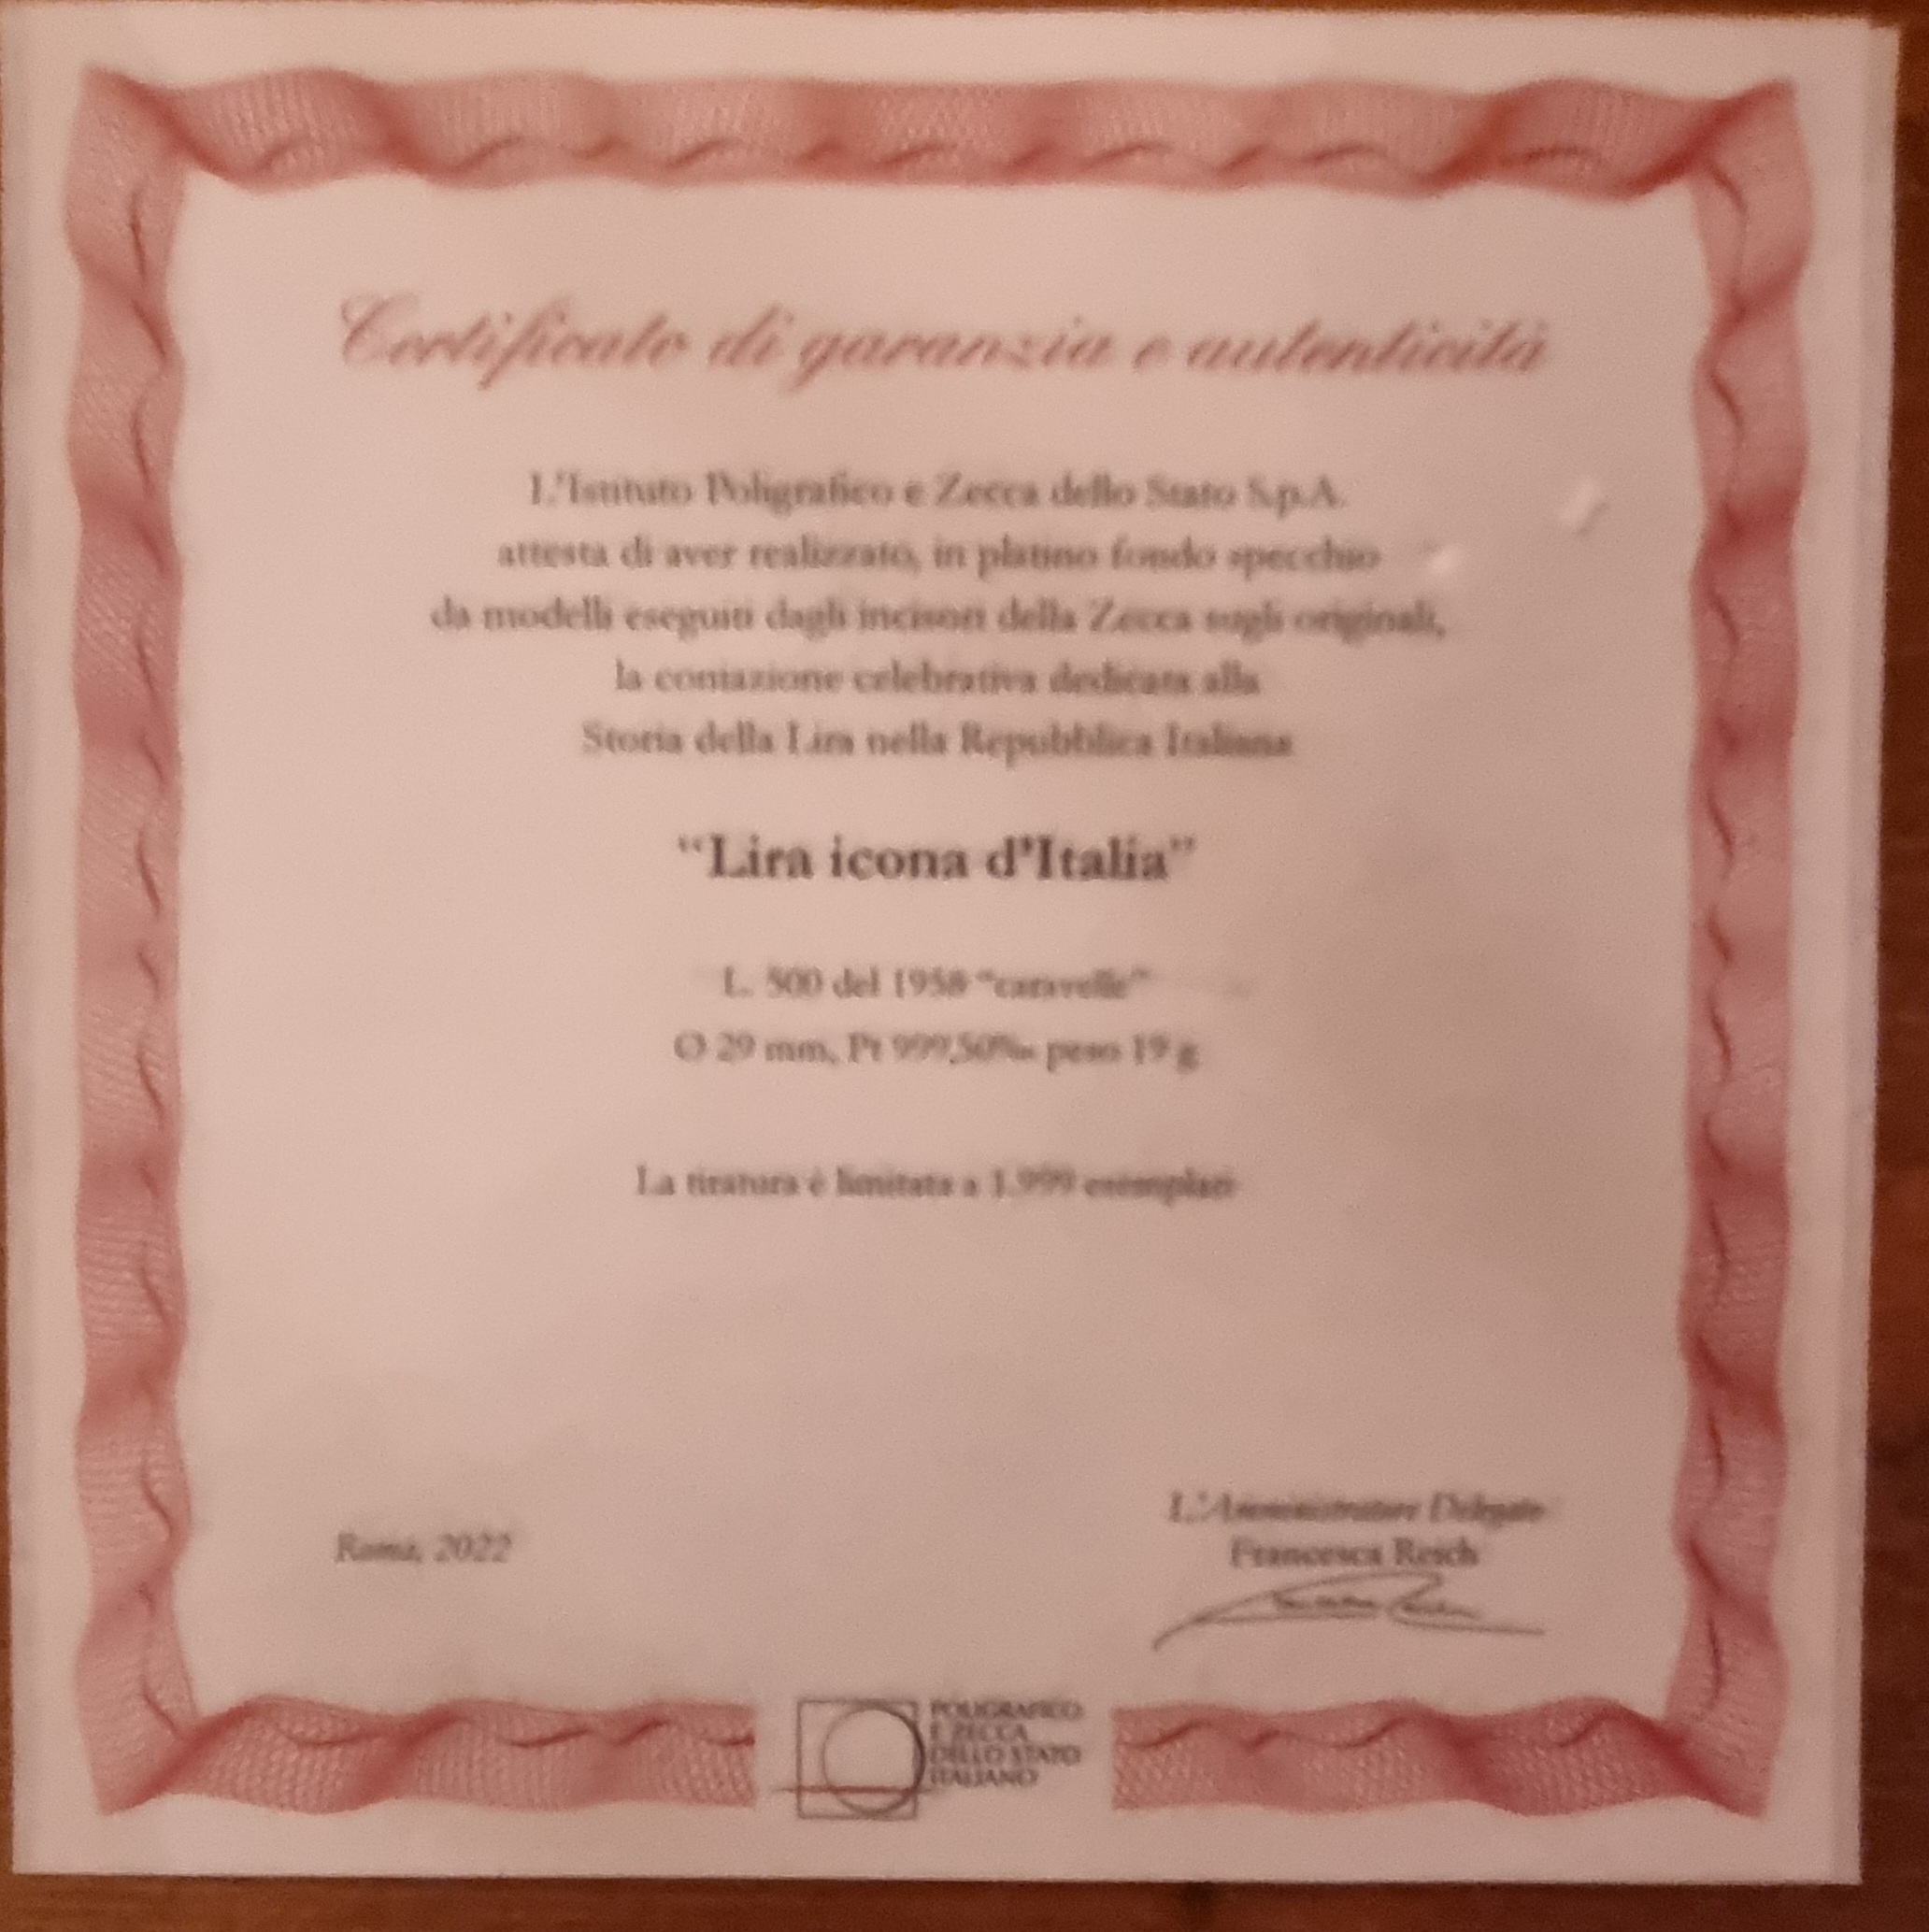 Certificato di garanzia e autenticità
L'Istituto Poligrafico e Zecca dello Stato S.p.A.
attesta di aver realizzato, in platino fondo specchio
da modelli eseguiti dagli incisori della Zecca sugli originali,
la coniazione celebrativa dedicata alla
Storia della Lira nella Repubblica Italiana
“Lira icona d'Italia”
L. 500 del 1958 “caravelle”
Ø 29 mm, Pt 999,50‰ peso 19 g
La tiratura è limitata a 1.999 esemplari
Roma, 2022
L'Amministratore Delegato
Francesca Reich
POLIGRAFICO
E ZECCA
DELLO STATO
ITALIANO